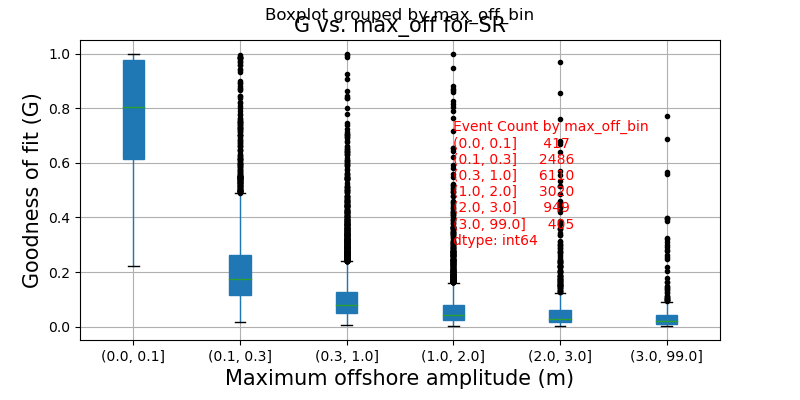 Boxplot grouped by max_off_bin
G vs. max_off for SR
Goodness of fit (G)
1.0
0.8
0.6
0.4
0.2
0.0
Event Count by max_off_bin
(0.0, 0.1] 417
(0.1, 0.3] 2486
(0.3, 1.0]
(1.0, 2.0] 3020
(2.0, 3.0] 949
(3.0, 99.0]
dtype: int64
(0.0, 0.1]
(0.1, 0.3]
(0.3, 1.0]
(1.0, 2.0]
(2.0, 3.0]
(3.0, 99.0]
Maximum offshore amplitude (m)